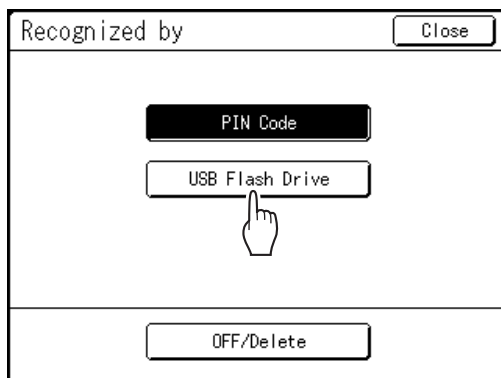 Recognized by
Close
PIN Code
USB Flash Drive
OFF/Delete